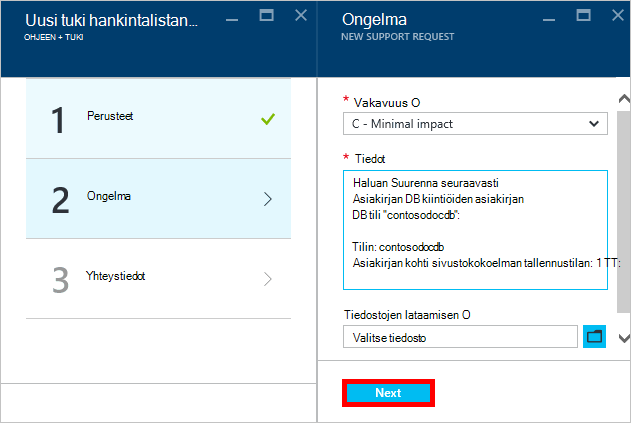 Uusi tuki hankintalistan...
OHJEEN + TUKI
1 Perusteet
2 Ongelma
3 Yhteystiedot
Ongelma
NEW SUPPORT REQUEST
* Vakavuus O
C - Minimal impact
* Tiedot
Haluan Suurenna seuraavasti
Asiakirjan DB kiintiöiden asiakirjan
DB tili "contosodocdb":
Tilin: contosodocdb
Asiakirjan kohti sivustokokoelman tallennustilan: 1 TT:
Tiedostojen lataamisen O
Valitse tiedosto
Next